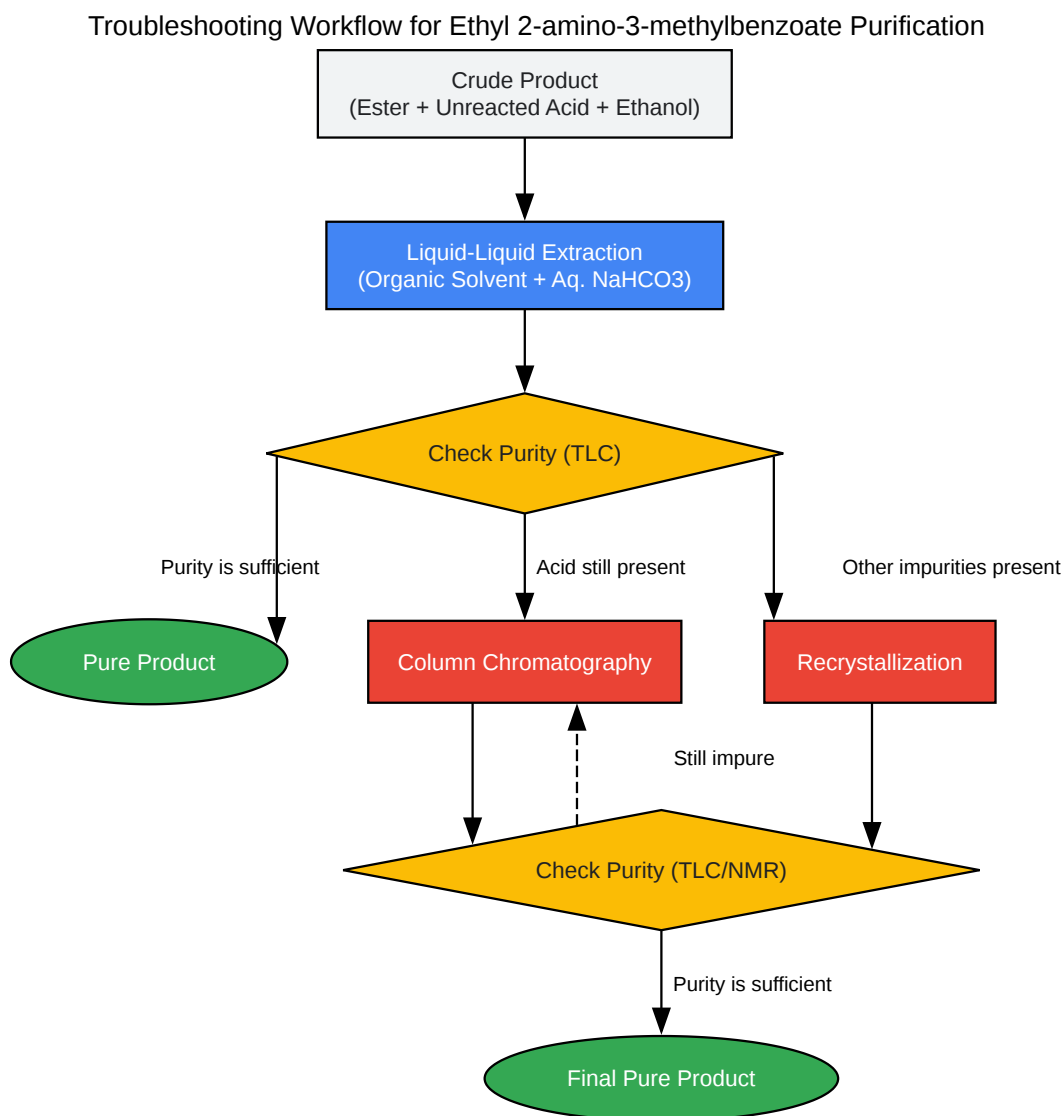 Troubleshooting Workflow for Ethyl 2-amino-3-methylbenzoate Purification
Crude Product
(Ester + Unreacted Acid + Ethanol)
Liquid-Liquid Extraction
(Organic Solvent + Aq. NaHCO3)
Check Purity (TLC)
Purity is sufficient
Acid still present
Other impurities present
Pure Product
Column Chromatography
Recrystallization
Still impure
Check Purity (TLC/NMR)
Purity is sufficient
Final Pure Product